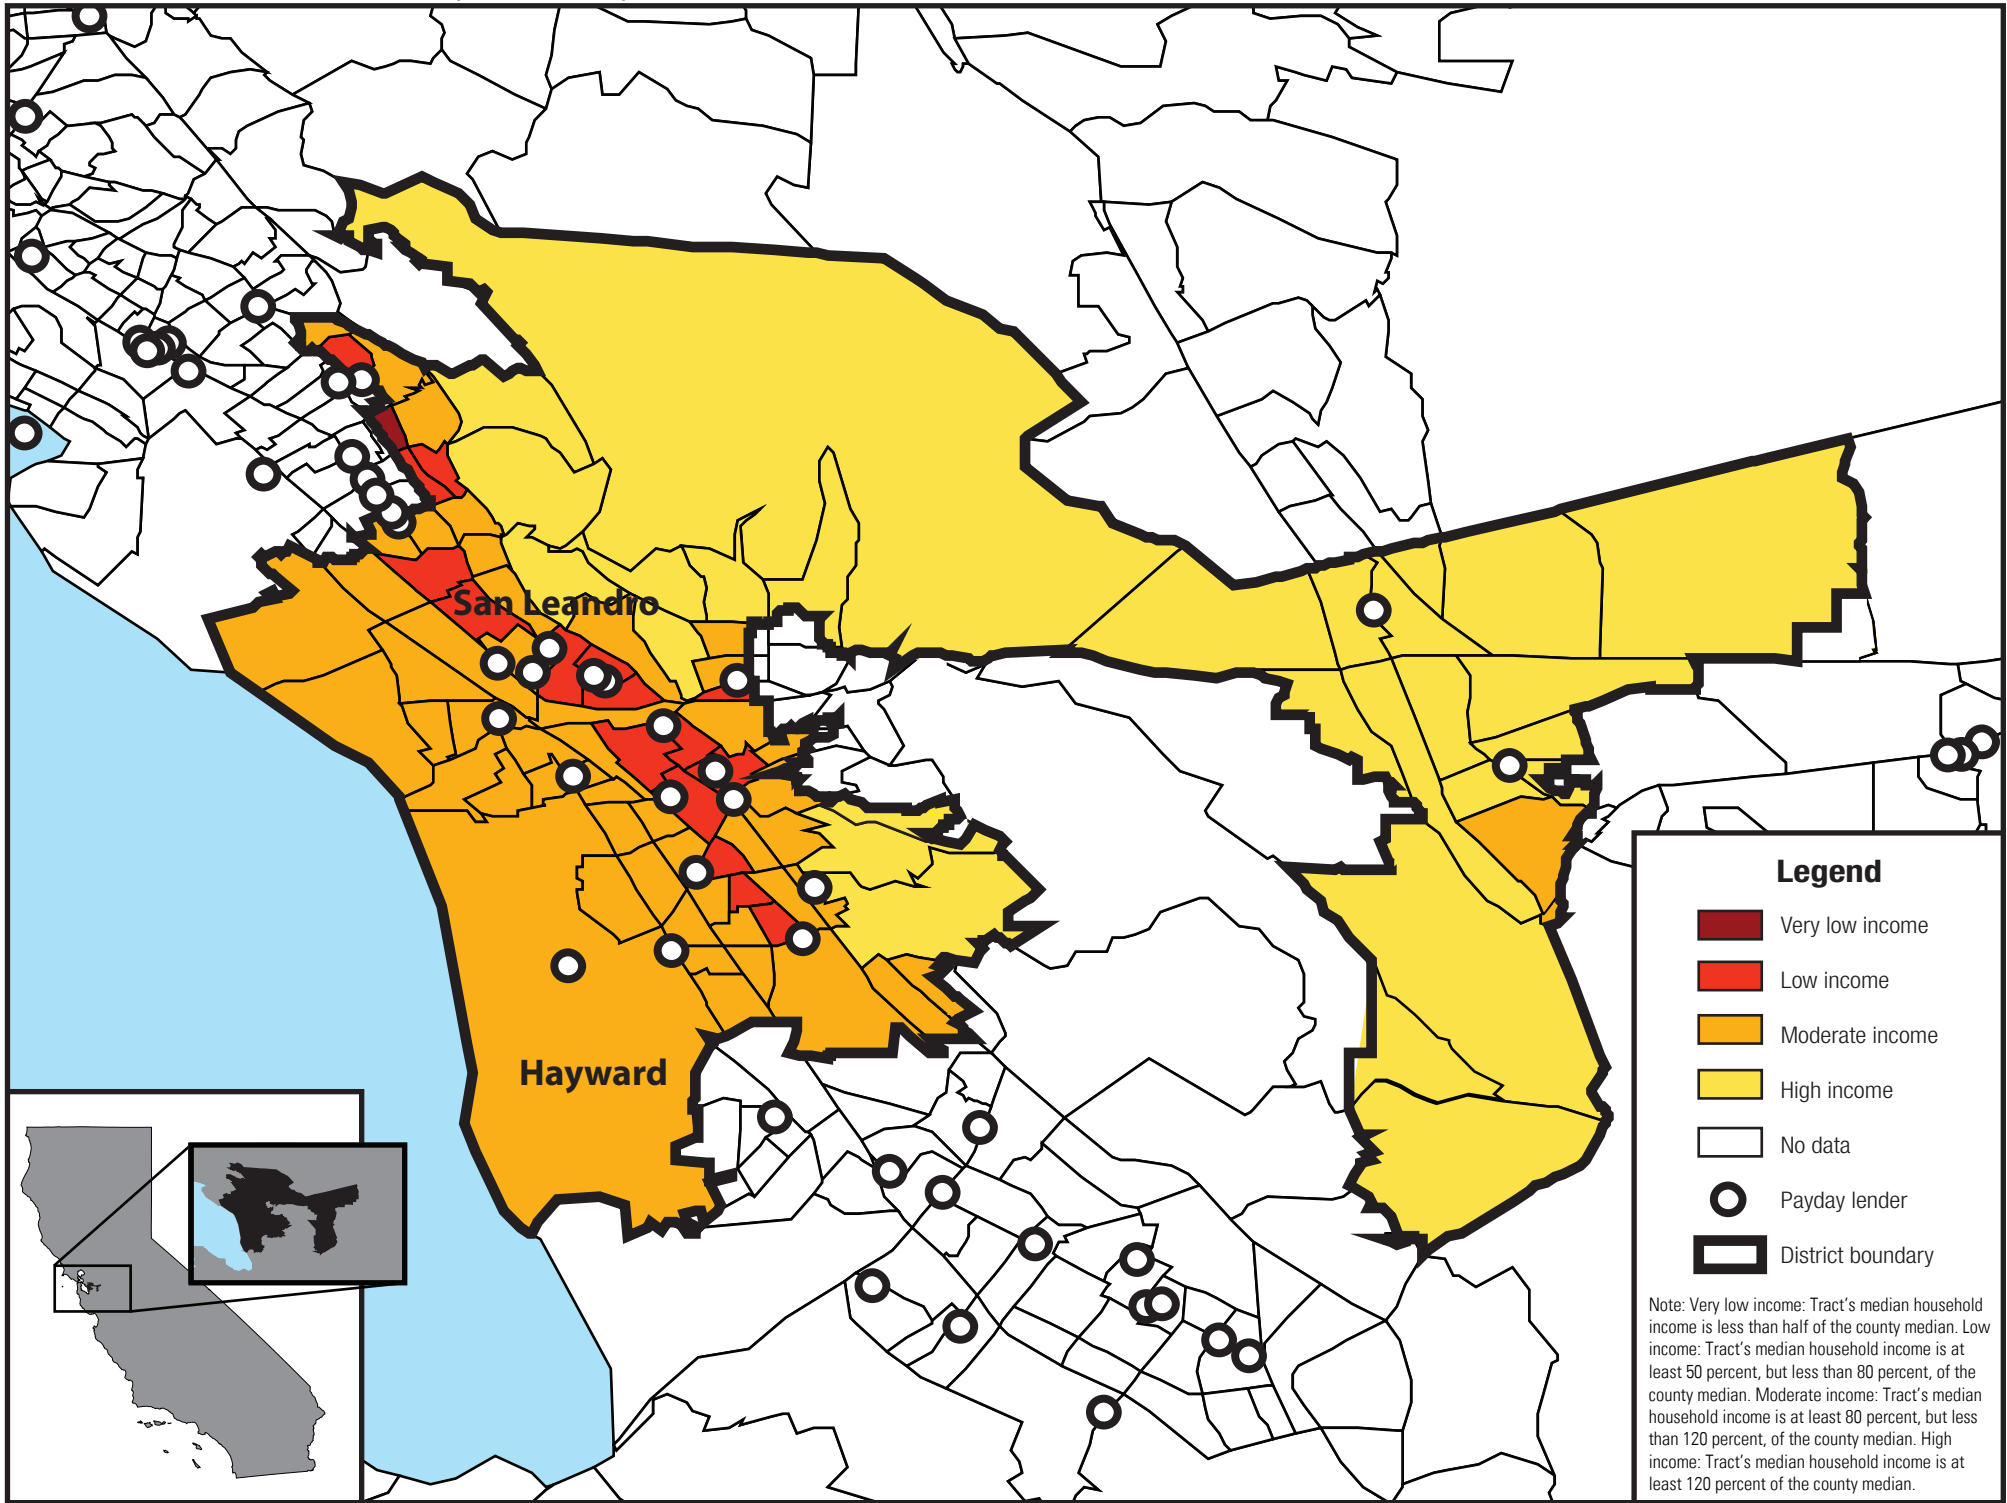 San Leandro
Hayward
Legend
Very low income
Low income
Moderate income
High income
No data
Payday lender
District boundary
Note: Very low income: Tract's median household
income is less than half of the county median. Low
income: Tract's median household income is at
least 50 percent, but less than 80 percent, of the
county median. Moderate income: Tract's median
household income is at least 80 percent, but less
than 120 percent, of the county median. High
income: Tract's median household income is at
least 120 percent of the county median.